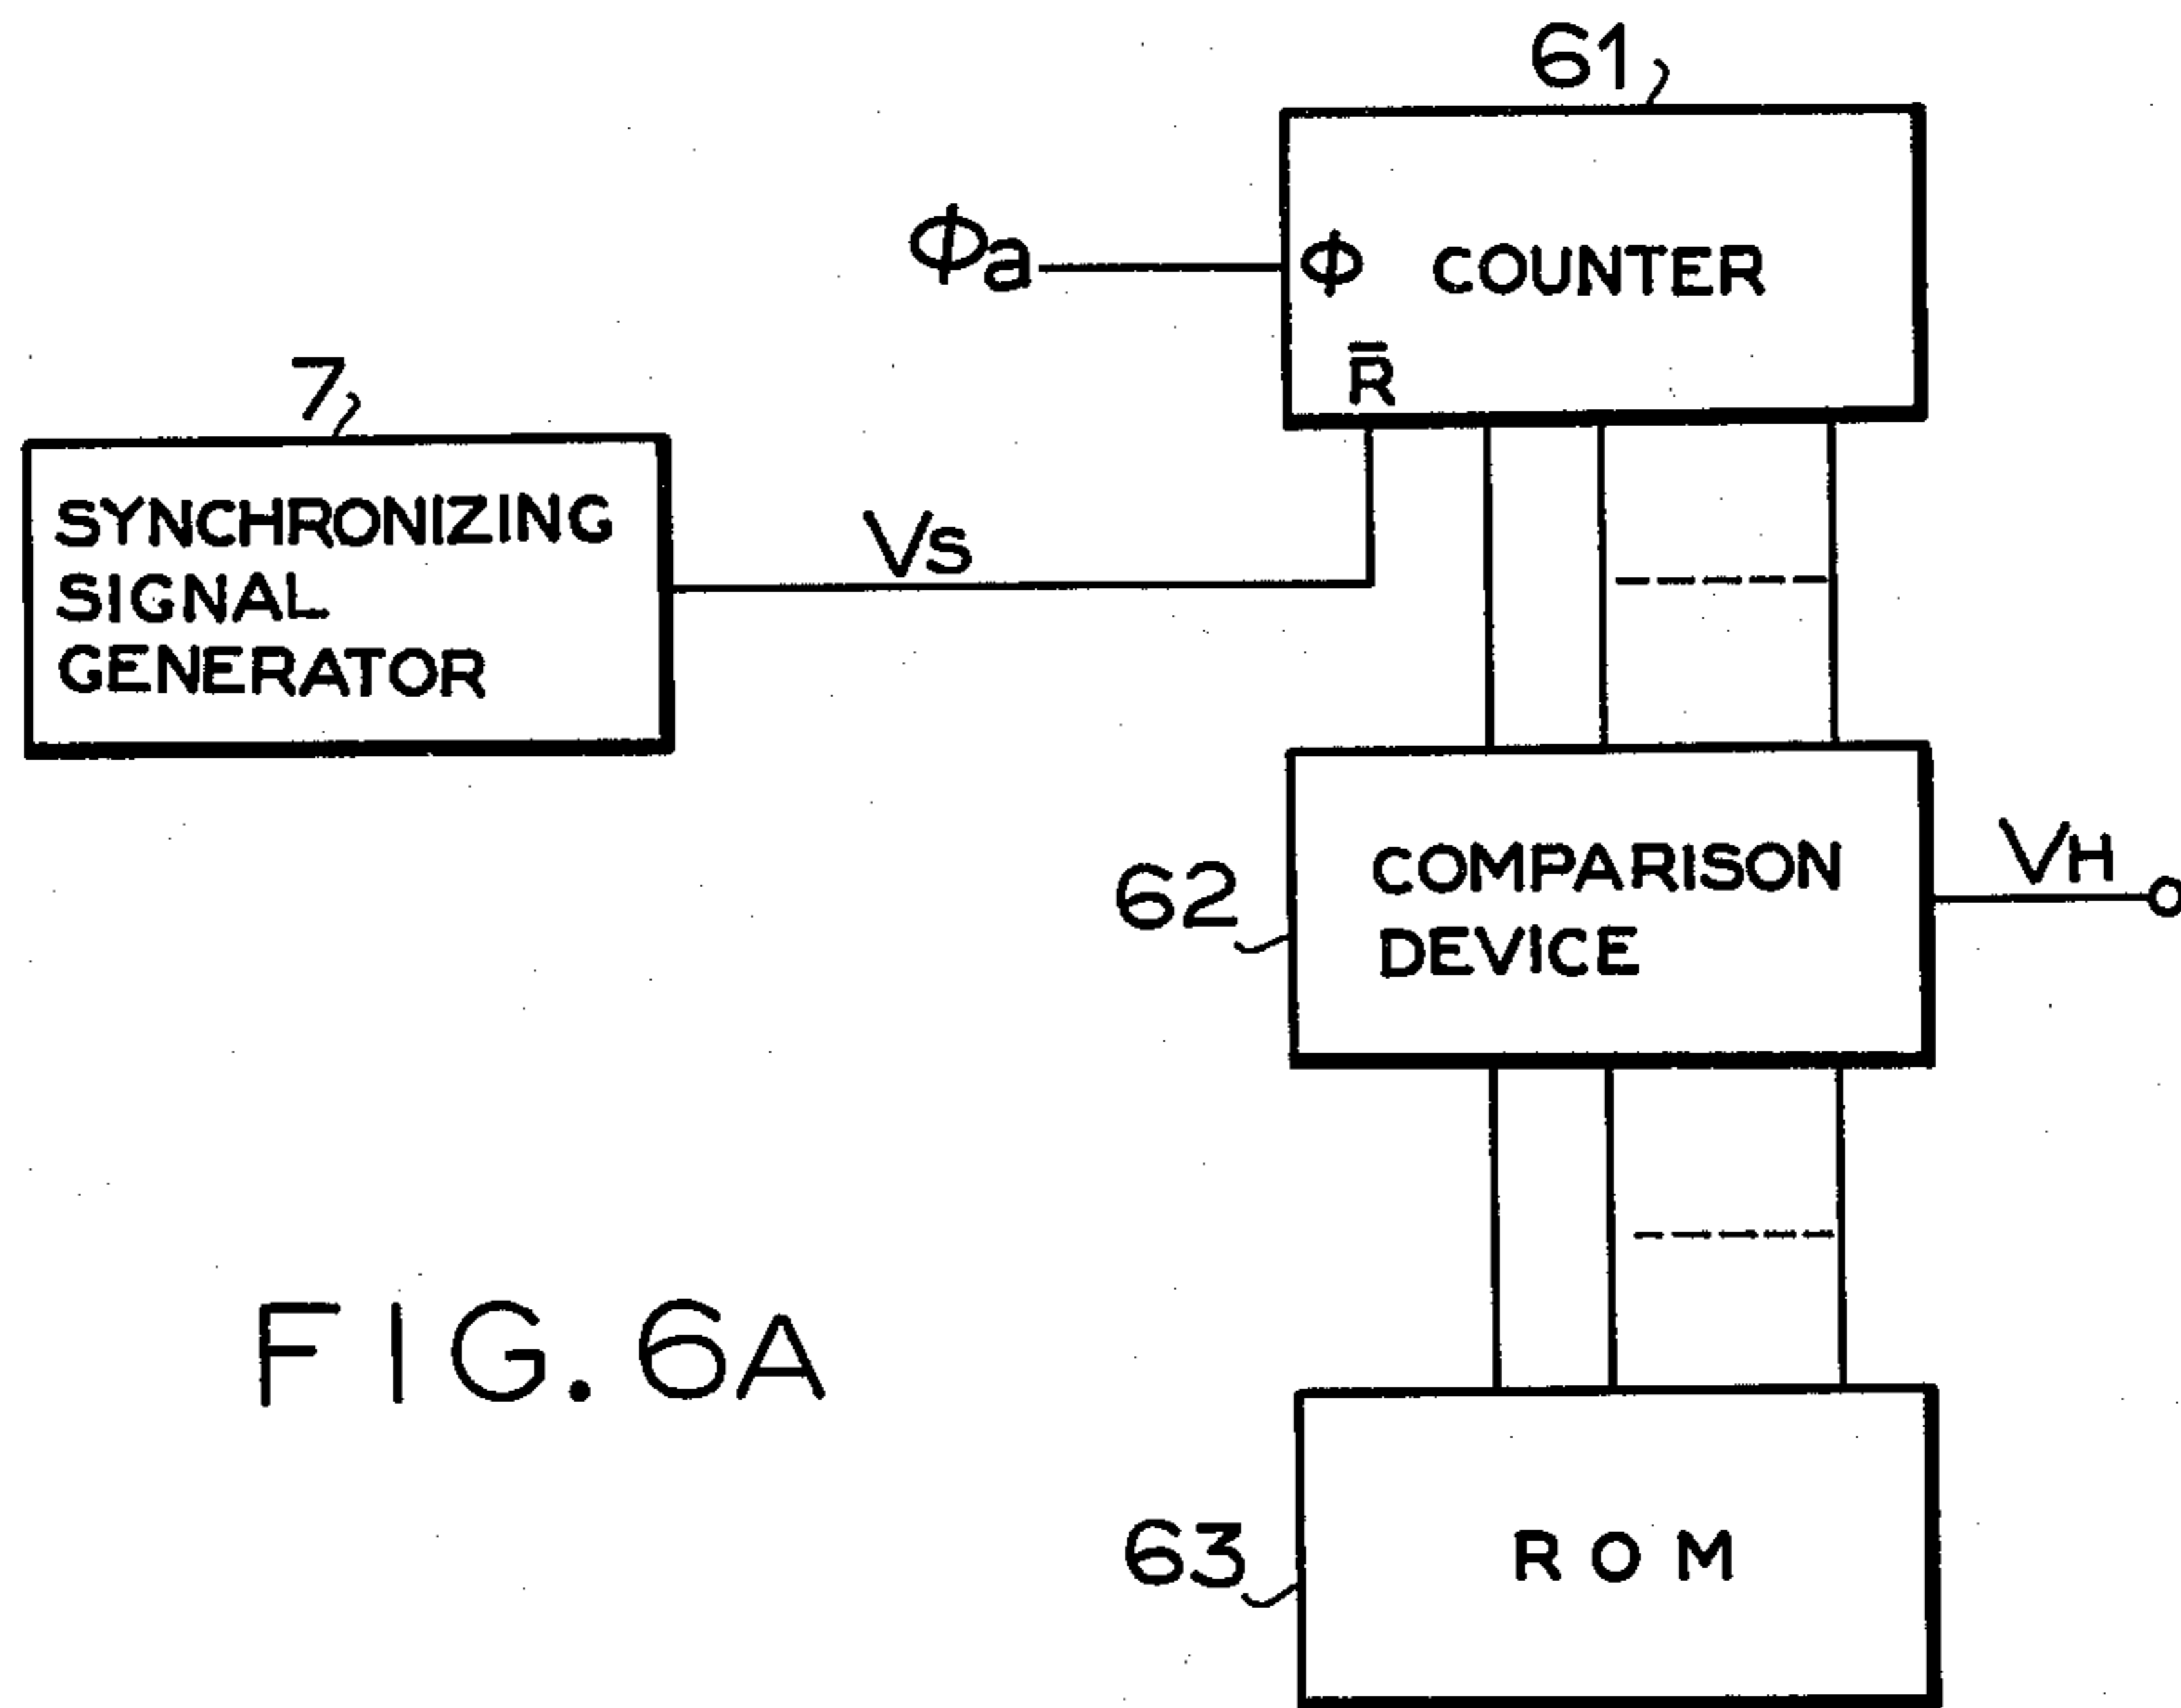 61
Φa
Φ COUNTER
R̅
7
SYNCHRONIZING
SIGNAL
GENERATOR
Vs
62
COMPARISON
DEVICE
VH
63
ROM
FIG. 6A